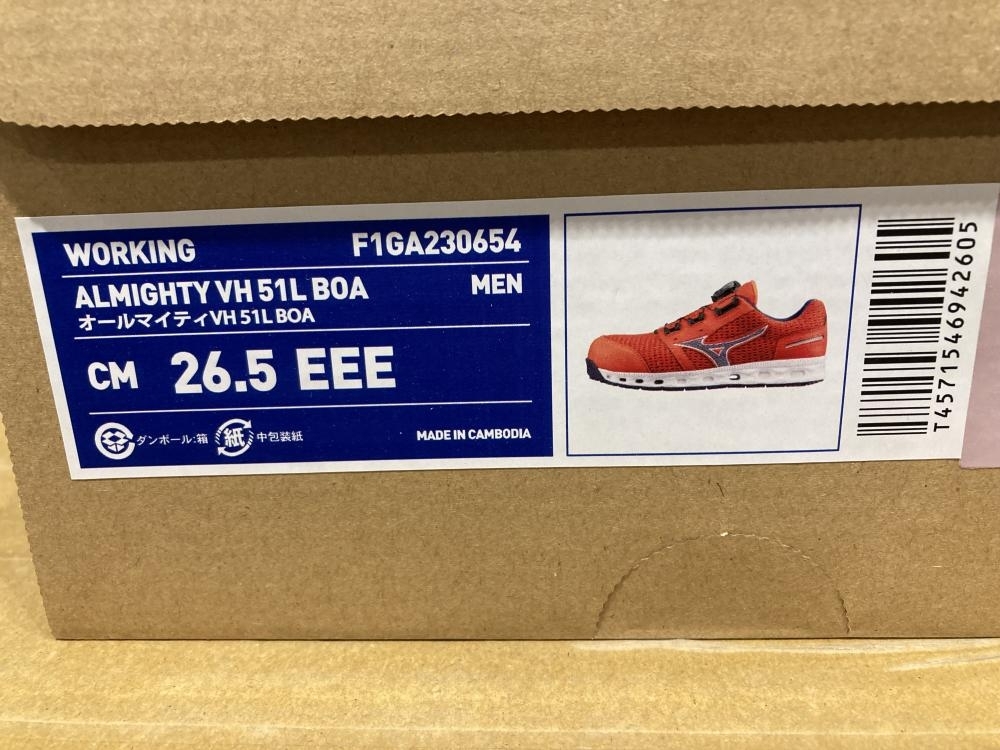 WORKING F1GA230654
ALMIGHTY VH 51L BOA MEN
オールマイティVH 51L BOA
CM 26.5 EEE
ダンボール:箱 紙 中包装紙 MADE IN CAMBODIA
T4571546942605